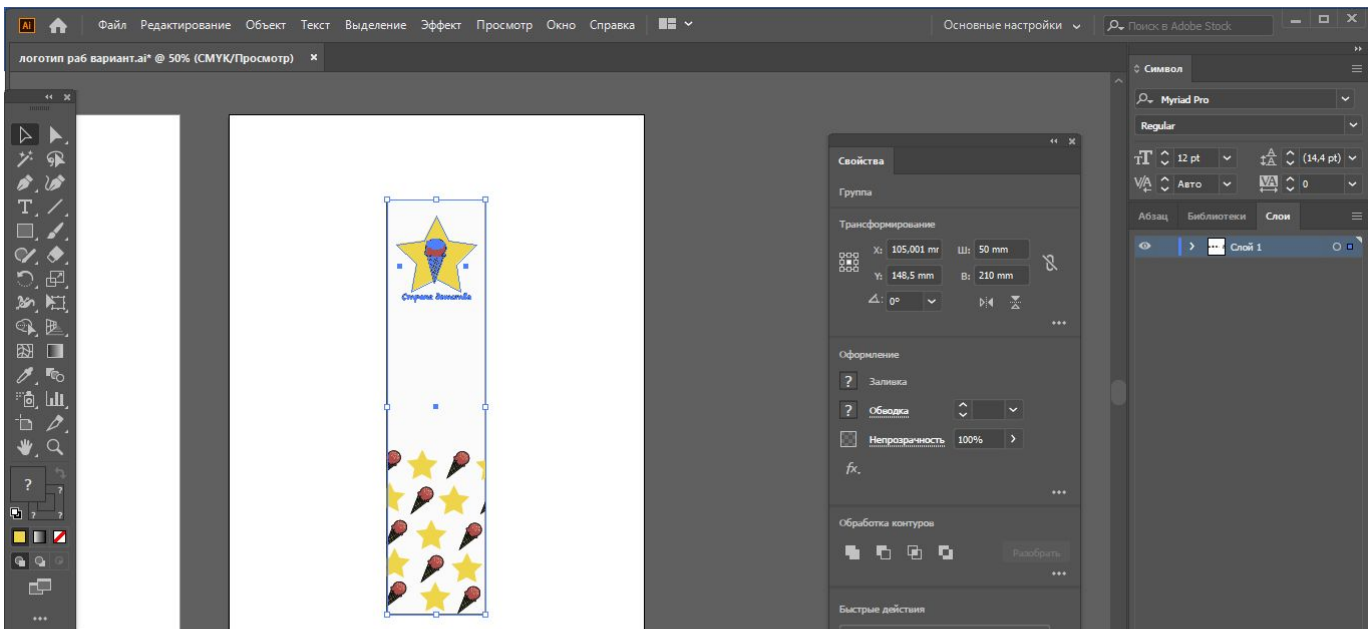 Ai Файл Редактирование Объект Текст Выделение Эффект Просмотр Окно Справка Основные настройки Поиск в Adobe Stock
логотип раб вариант.ai* @ 50% (CMYK/Просмотр) ×
Символ
Myriad Pro
Regular
12 pt (14,4 pt)
Авто 0
Абзац Библиотеки Слои
Слой 1
Свойства
Группа
Трансформирование
X: 105,001 mr Ш: 50 mm
Y: 148,5 mm В: 210 mm
0°
Оформление
? Заливка
? Обводка
Непрозрачность 100%
fx.
Обработка контуров
Разобрать
Быстрые действия
Страна детства
?
?
? ?